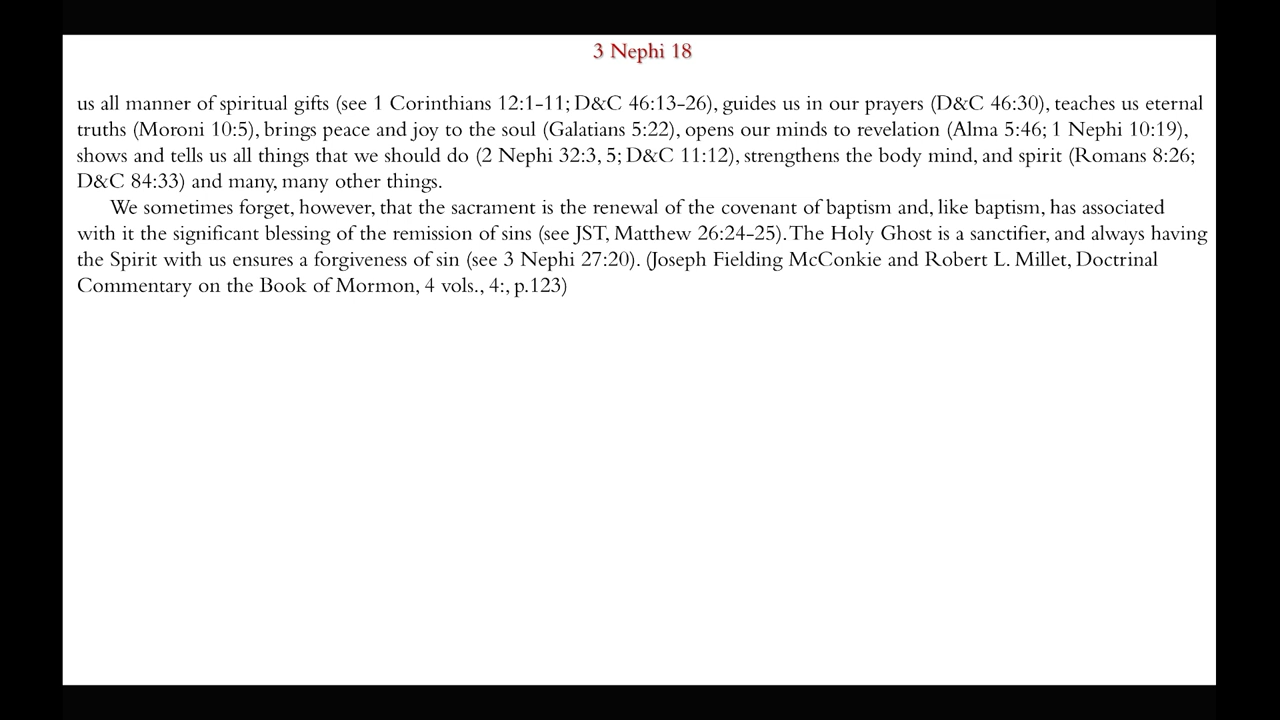 3 Nephi 18
us all manner of spiritual gifts (see 1 Corinthians 12:1-11; D&C 46:13-26), guides us in our prayers (D&C 46:30), teaches us eternal
truths (Moroni 10:5), brings peace and joy to the soul (Galatians 5:22), opens our minds to revelation (Alma 5:46; 1 Nephi 10:19),
shows and tells us all things that we should do (2 Nephi 32:3, 5; D&C 11:12), strengthens the body mind, and spirit (Romans 8:26;
D&C 84:33) and many, many other things.
We sometimes forget, however, that the sacrament is the renewal of the covenant of baptism and, like baptism, has associated
with it the significant blessing of the remission of sins (see JST, Matthew 26:24-25). The Holy Ghost is a sanctifier, and always having
the Spirit with us ensures a forgiveness of sin (see 3 Nephi 27:20). (Joseph Fielding McConkie and Robert L. Millet, Doctrinal
Commentary on the Book of Mormon, 4 vols., 4:, p.123)